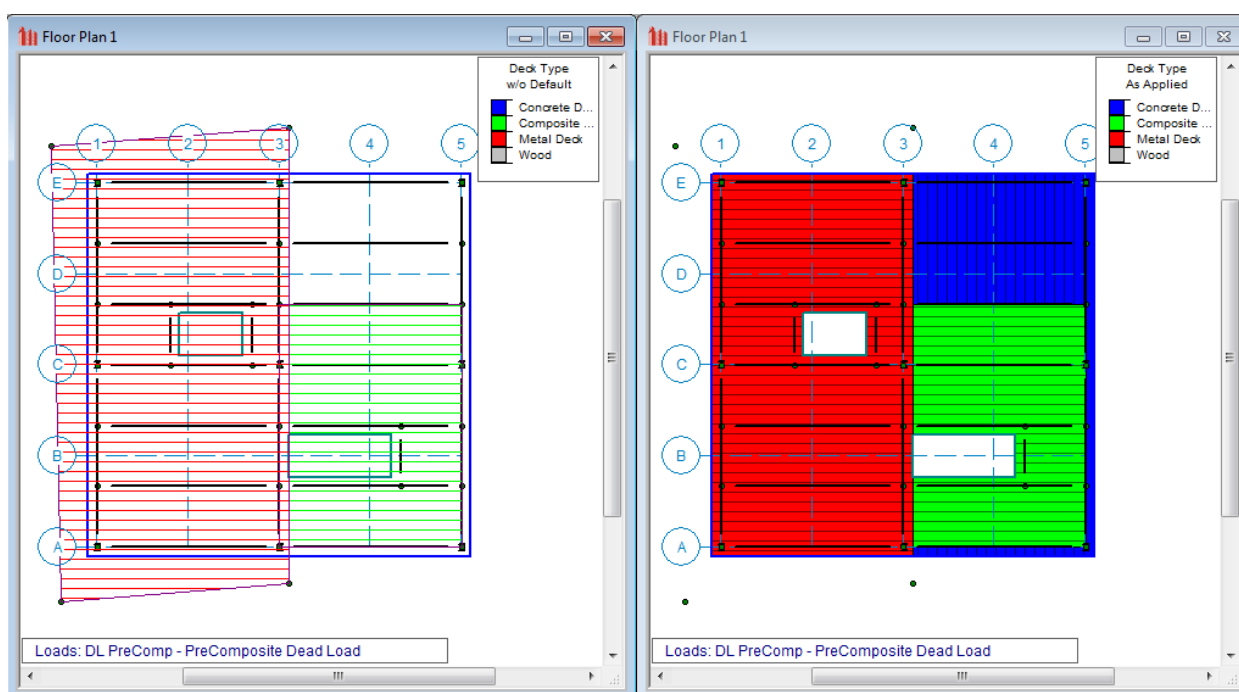 Floor Plan 1
Deck Type
w/o Default
Concrete D...
Composite ...
Metal Deck
Wood
1 2 3 4 5
E
D
C
B
A
Loads: DL PreComp - PreComposite Dead Load
Floor Plan 1
Deck Type
As Applied
Concrete D...
Composite ...
Metal Deck
Wood
1 2 3 4 5
E
D
C
B
A
Loads: DL PreComp - PreComposite Dead Load